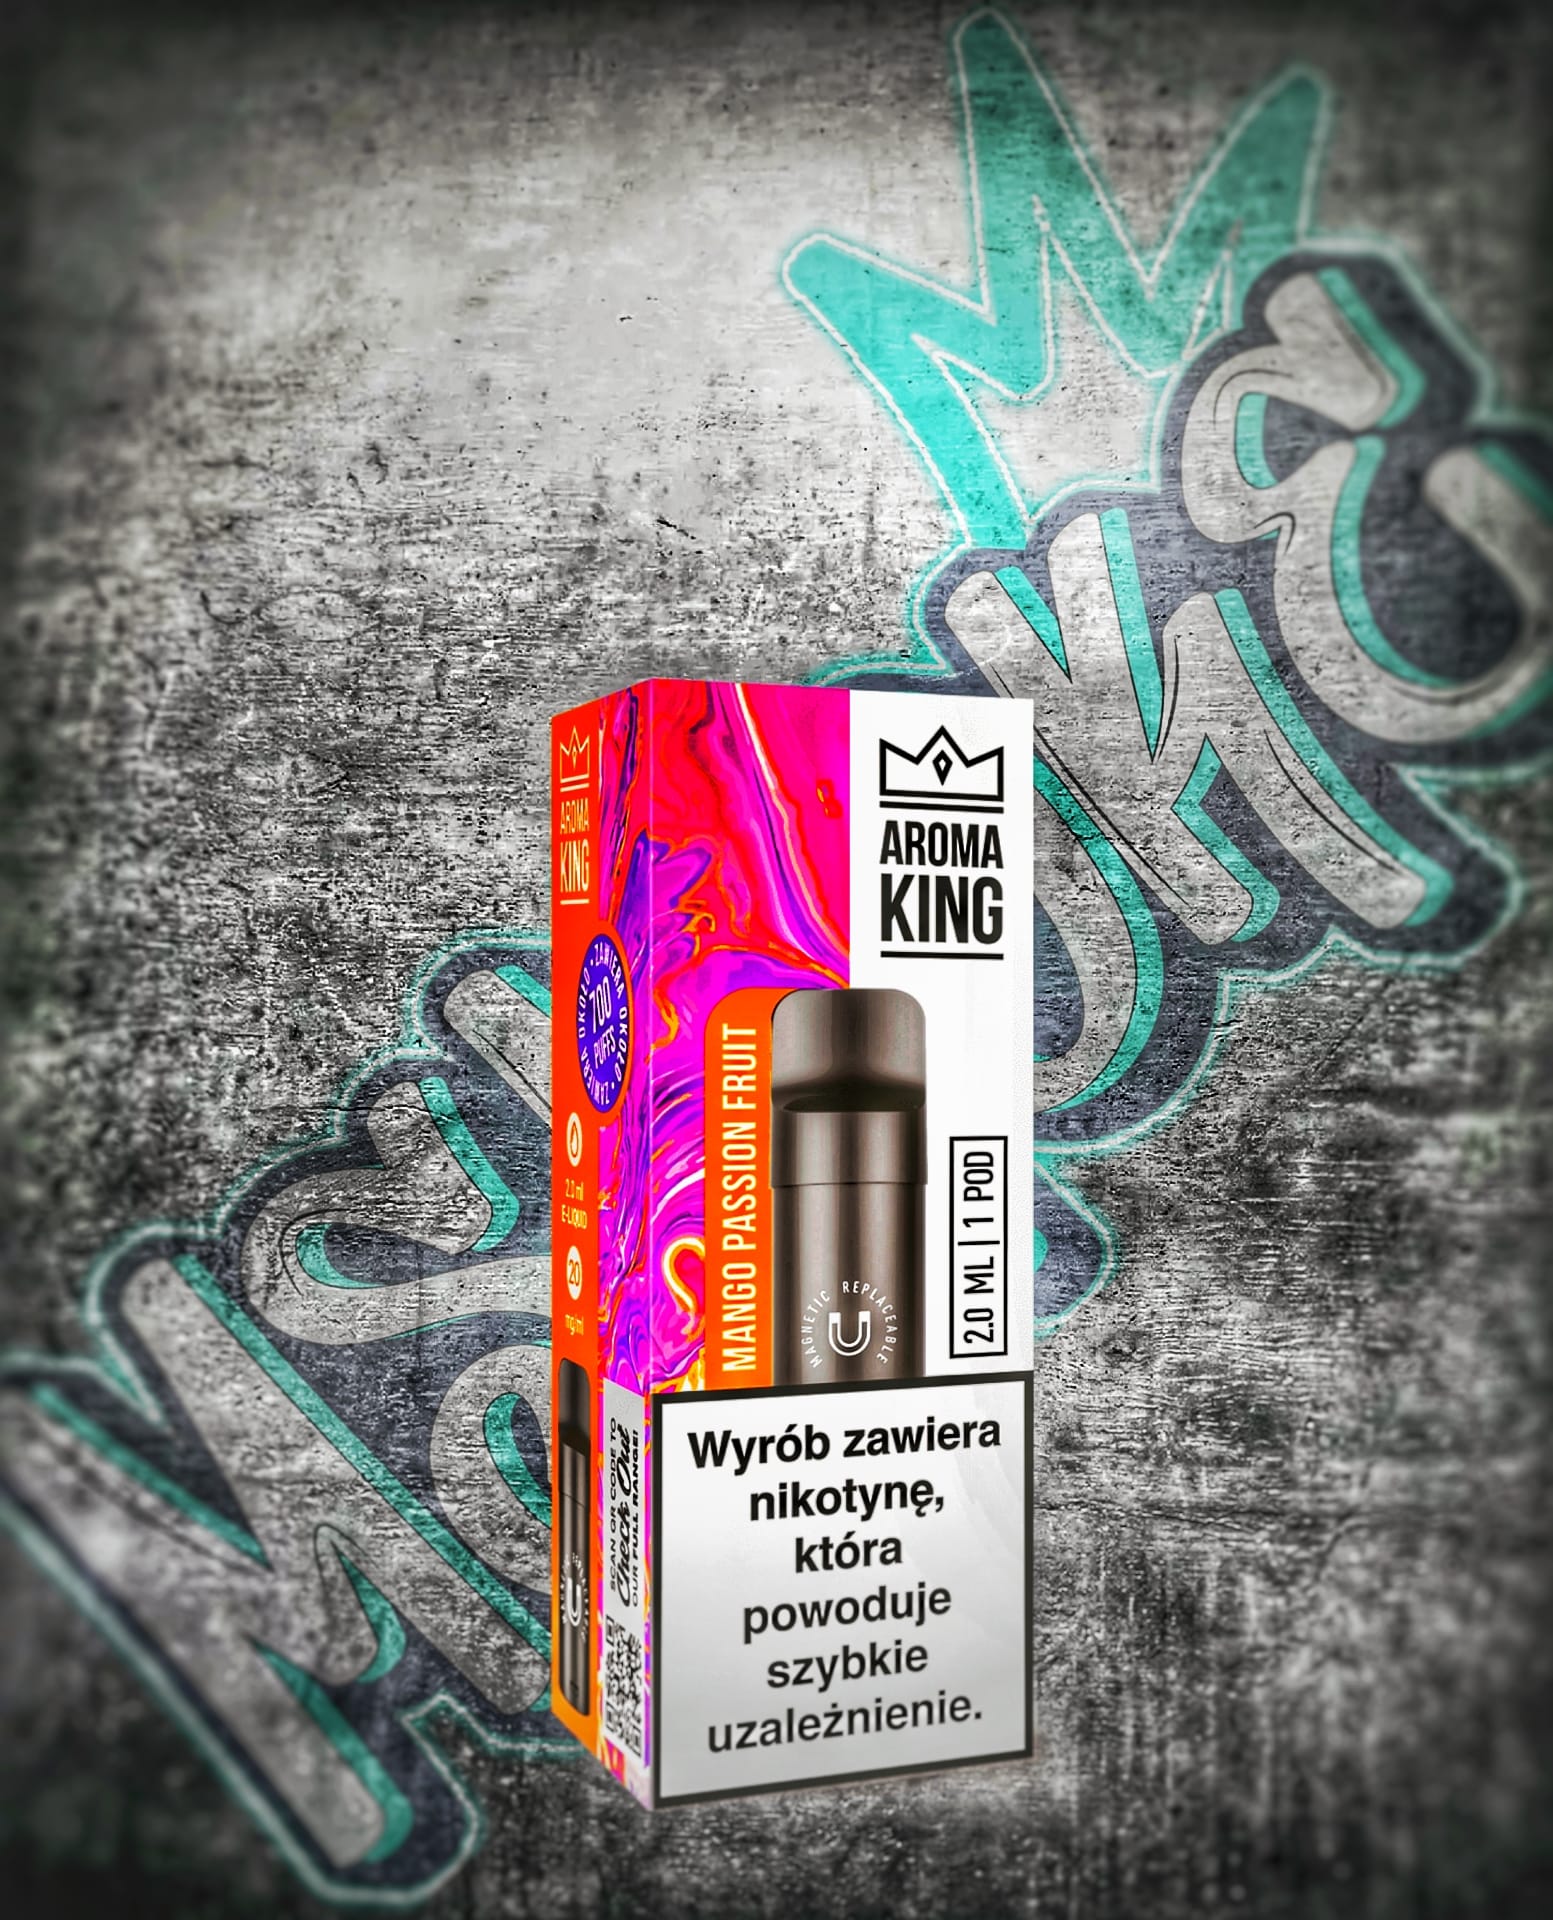 AROMA
KING
ZAWIERA OKOŁO • ZAWIERA OKOŁO •
700
PUFFS
2.0 ml
E-LIQUID
20
mg/ml
SCAN QR CODE TO
Check Out
OUR FULL RANGE!
AROMA
KING
MANGO PASSION FRUIT
MAGNETIC REPLACEABLE
2.0 ML | 1 POD
Wyrób zawiera
nikotynę,
która
powoduje
szybkie
uzależnienie.